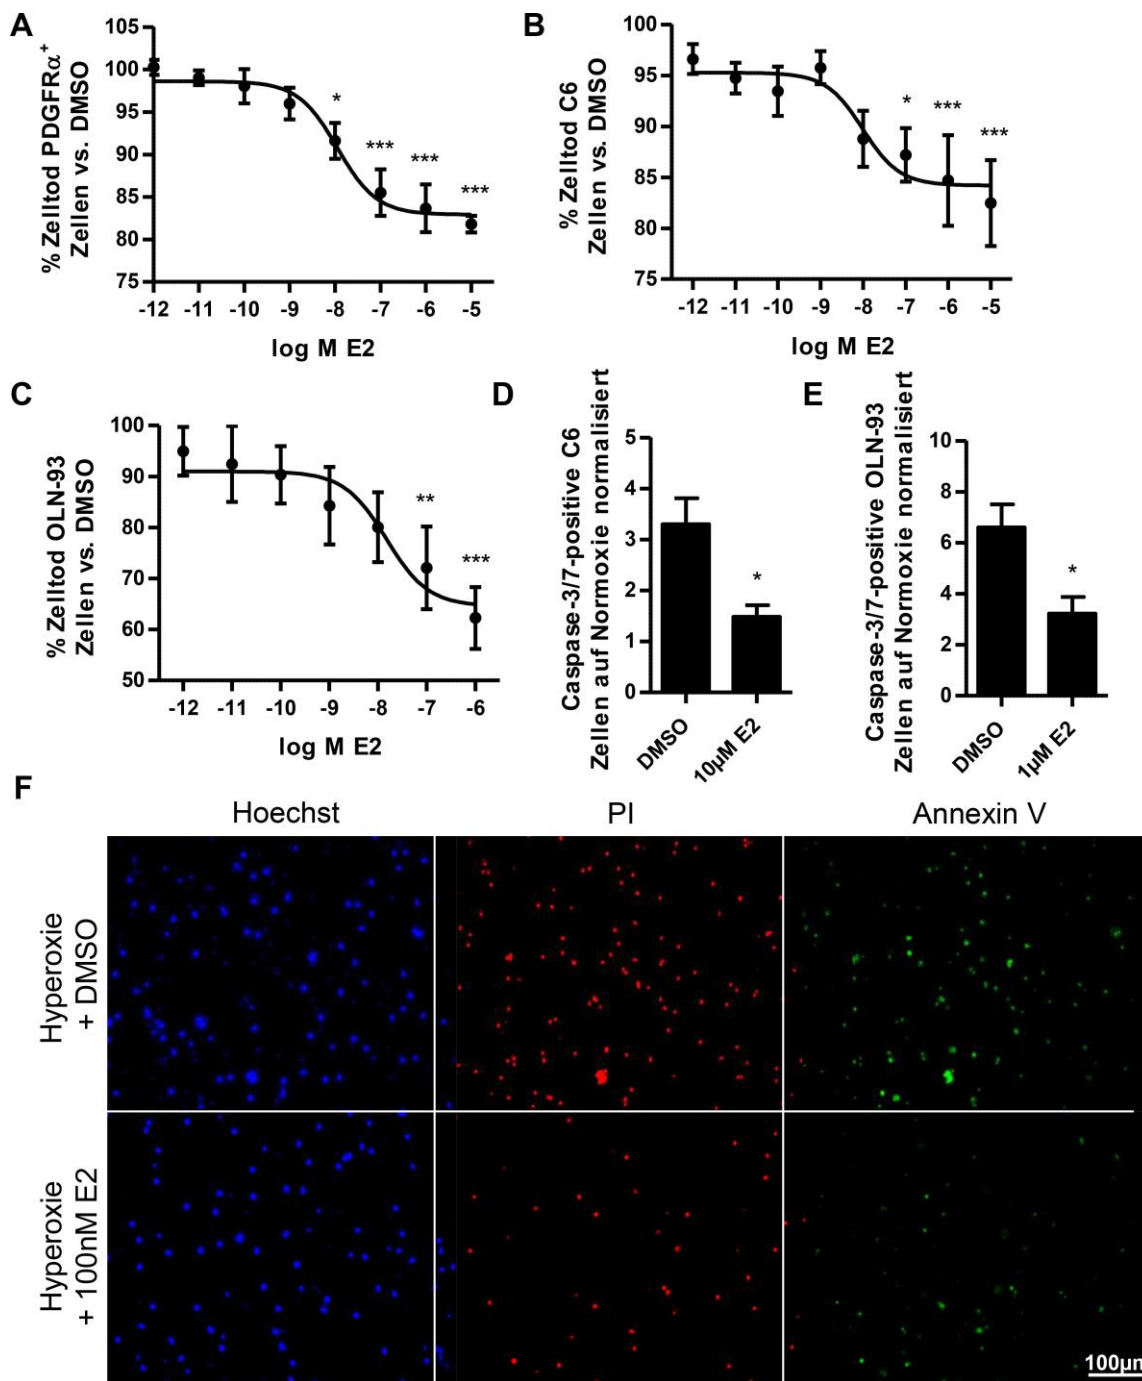 A
% Zelltod PDGFRα⁺
Zellen vs. DMSO
105
100
95
90
85
80
75
*
***
***
***
-12 -11 -10 -9 -8 -7 -6 -5
log M E2
B
% Zelltod C6
Zellen vs. DMSO
100
95
90
85
80
75
*
***
***
-12 -11 -10 -9 -8 -7 -6 -5
log M E2
C
% Zelltod OLN-93
Zellen vs. DMSO
100
90
80
70
60
50
**
***
-12 -11 -10 -9 -8 -7 -6
log M E2
D
Caspase-3/7-positive C6
Zellen auf Normoxie normalisiert
5
4
3
2
1
0
*
DMSO
10µM E2
E
Caspase-3/7-positive OLN-93
Zellen auf Normoxie normalisiert
10
8
6
4
2
0
*
DMSO
1µM E2
F
Hoechst PI Annexin V
Hyperoxie
+ DMSO
Hyperoxie
+ 100nM E2
100µm